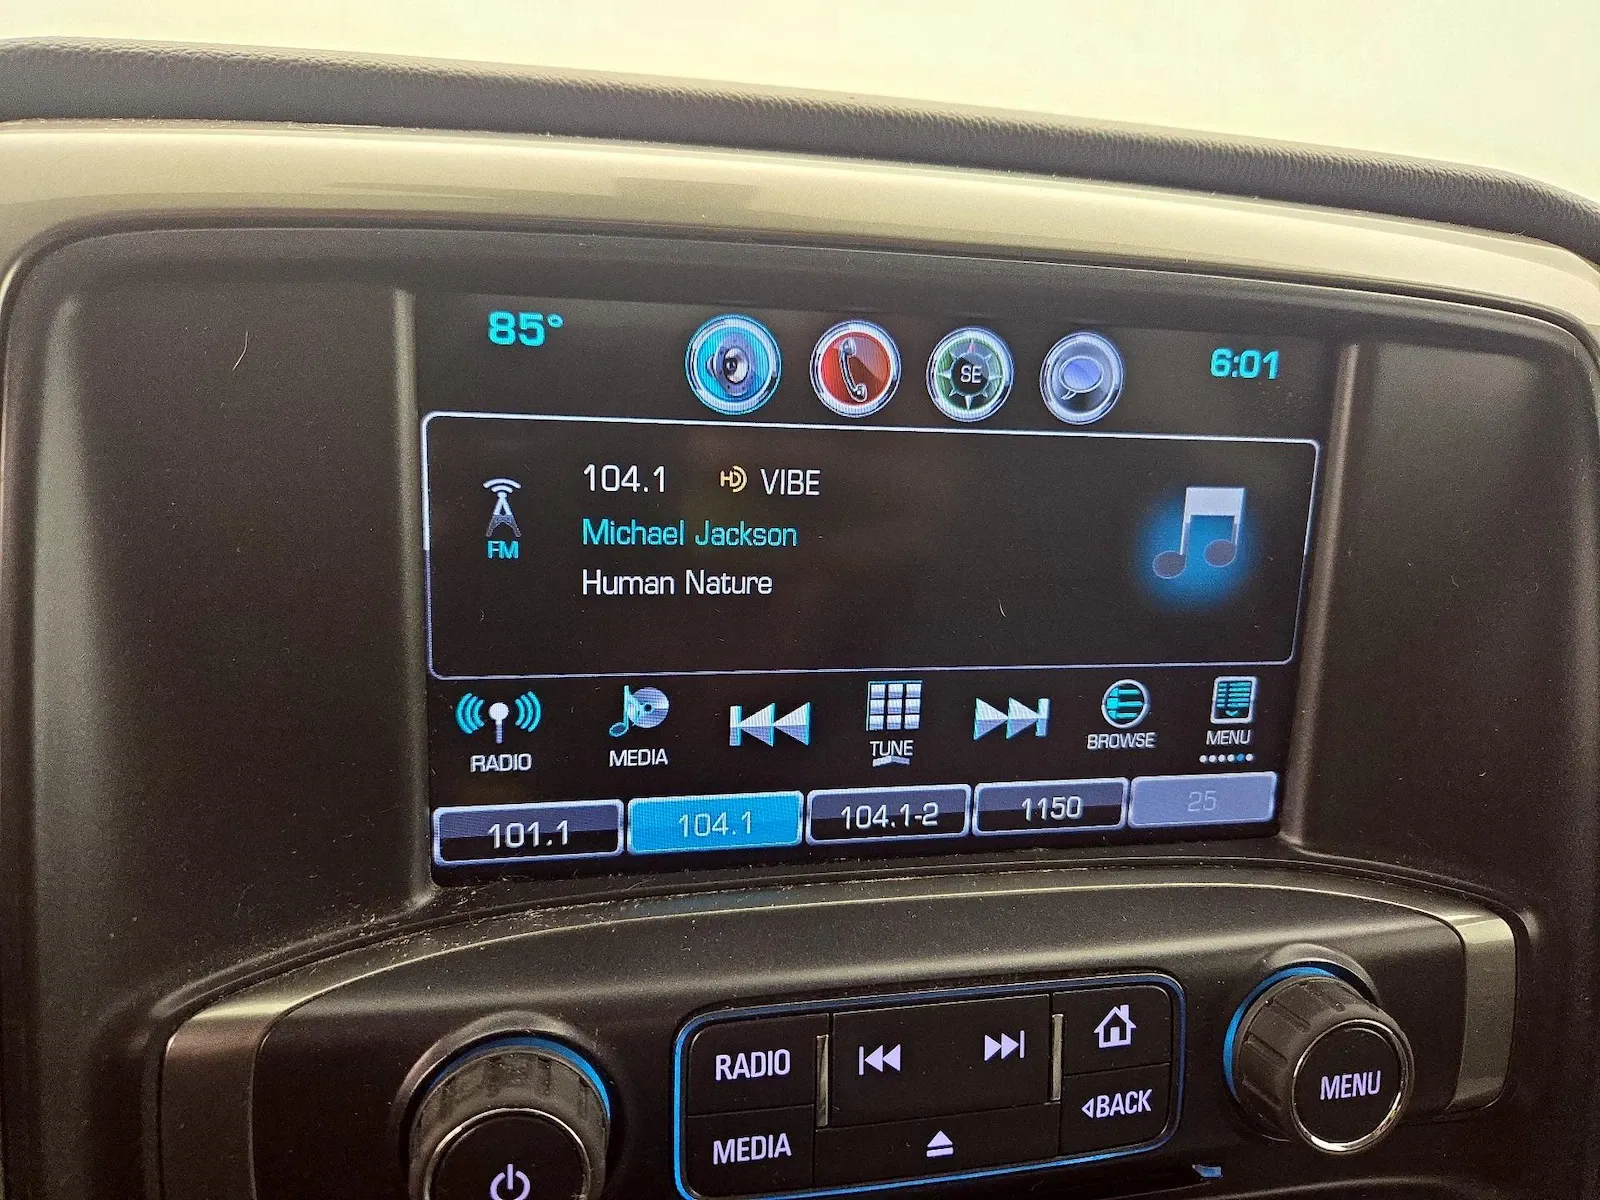 85°
SE
6:01
104.1 HD VIBE
FM
Michael Jackson
Human Nature
RADIO
MEDIA
TUNE
BROWSE
MENU
101.1
104.1
104.1-2
1150
25
RADIO
MEDIA
BACK
MENU